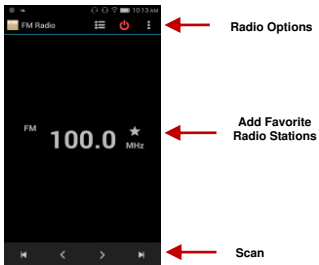 10:13 AM
FM Radio
Radio Options
FM
100.0
MHz
Add Favorite
Radio Stations
Scan